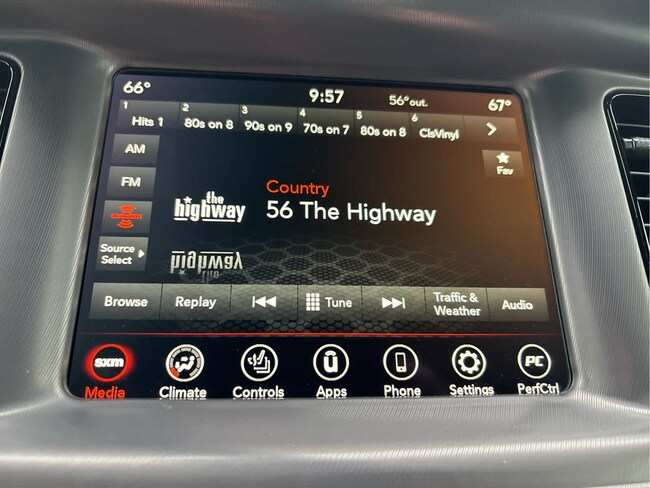 66°
9:57
56° out.
67°
1
Hits 1
2
80s on 8
3
90s on 9
4
70s on 7
5
80s on 8
6
ClsVinyl
AM
Fav
FM
the
highway
Country
56 The Highway
Source
Select
Browse
Replay
Tune
Traffic &
Weather
Audio
sxm
Media
Climate
Controls
û
Apps
Phone
Settings
PC
PerfCtrl